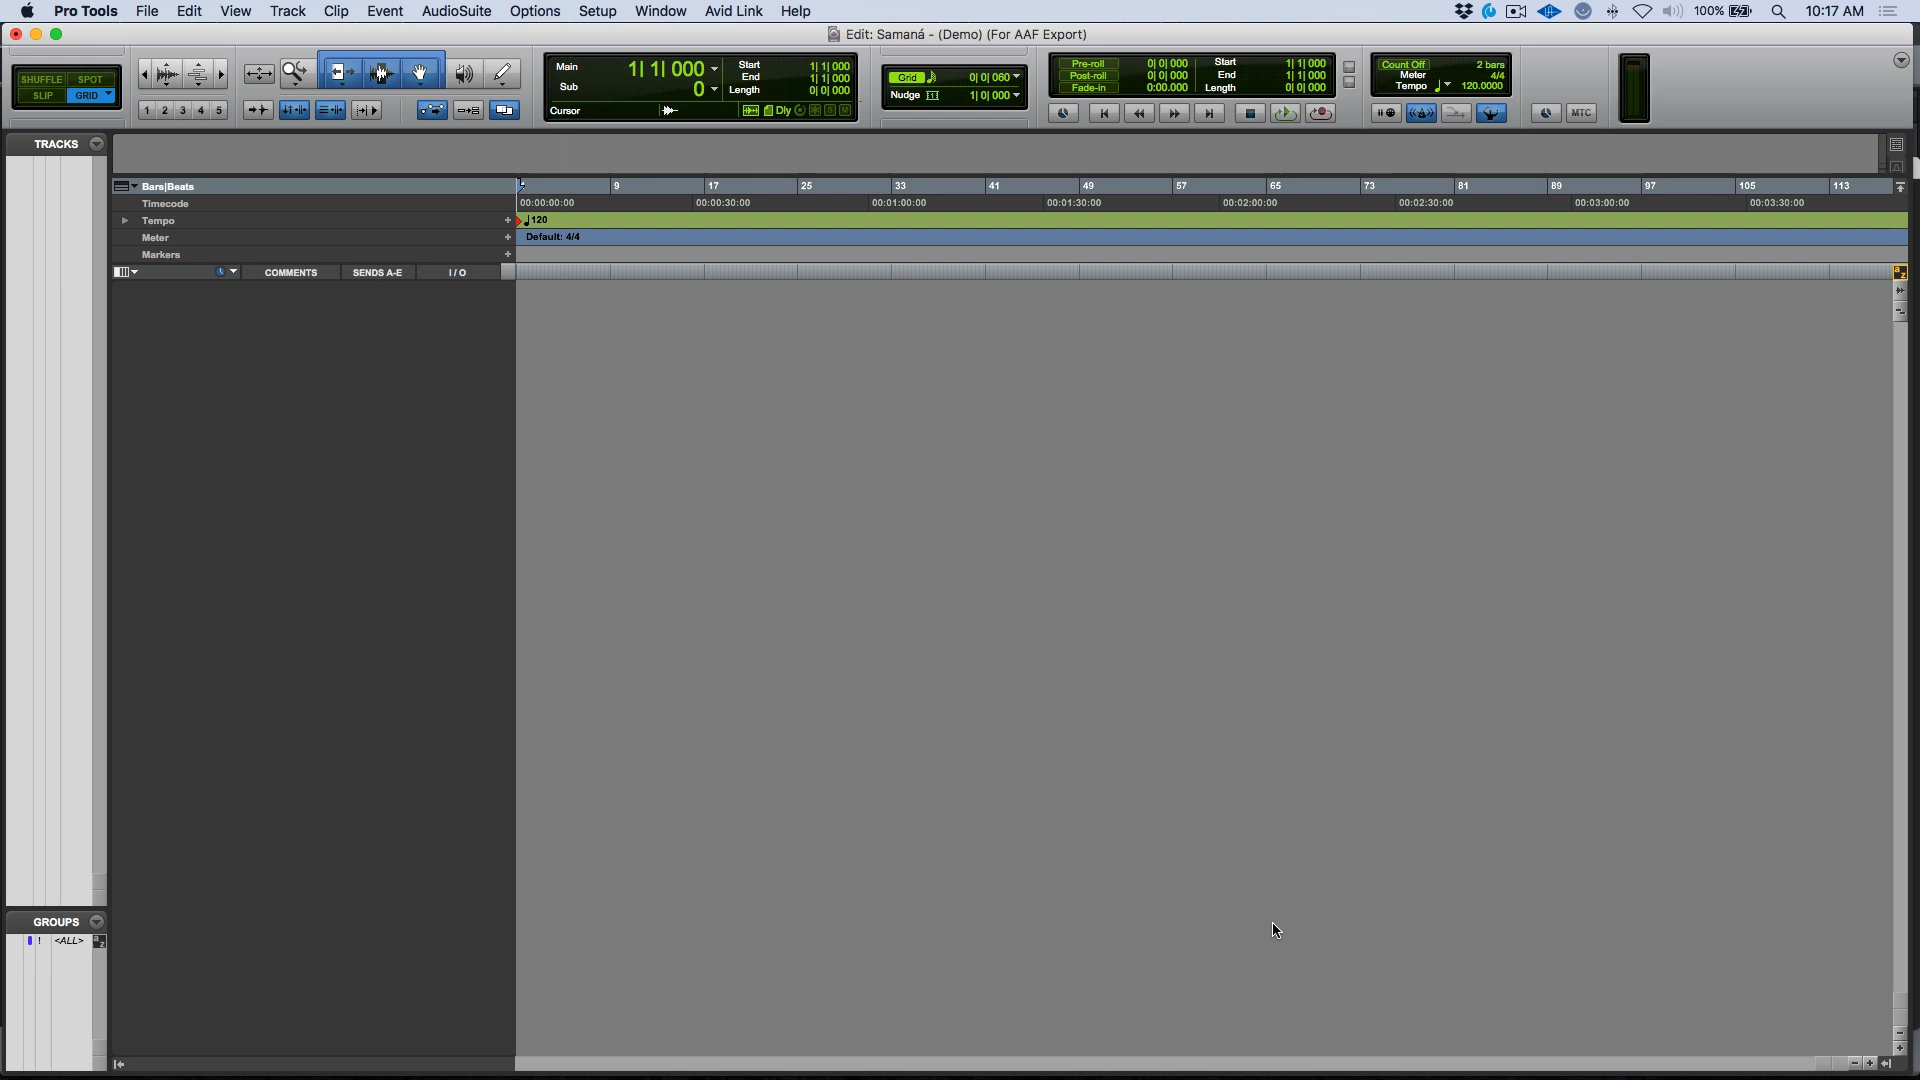 Pro Tools File Edit View Track Clip Event AudioSuite Options Setup Window Avid Link Help 100% 10:17 AM
Edit: Samaná - (Demo) (For AAF Export)
SHUFFLE SPOT
SLIP GRID
1 2 3 4 5
Main 1| 1| 000
Sub 0
Start 1| 1| 000
End 1| 1| 000
Length 0| 0| 000
Cursor Dly S M
Grid 0| 0| 060
Nudge 1| 0| 000
Pre-roll 0| 0| 000
Post-roll 0| 0| 000
Fade-in 0:00.000
Start 1| 1| 000
End 1| 1| 000
Length 0| 0| 000
Count Off 2 bars
Meter 4/4
Tempo 120.0000
MTC
TRACKS
Bars|Beats 9 17 25 33 41 49 57 65 73 81 89 97 105 113
Timecode 00:00:00:00 00:00:30:00 00:01:00:00 00:01:30:00 00:02:00:00 00:02:30:00 00:03:00:00 00:03:30:00
Tempo + 120
Meter + Default: 4/4
Markers +
COMMENTS SENDS A-E I / O a z
GROUPS
! <ALL> a z